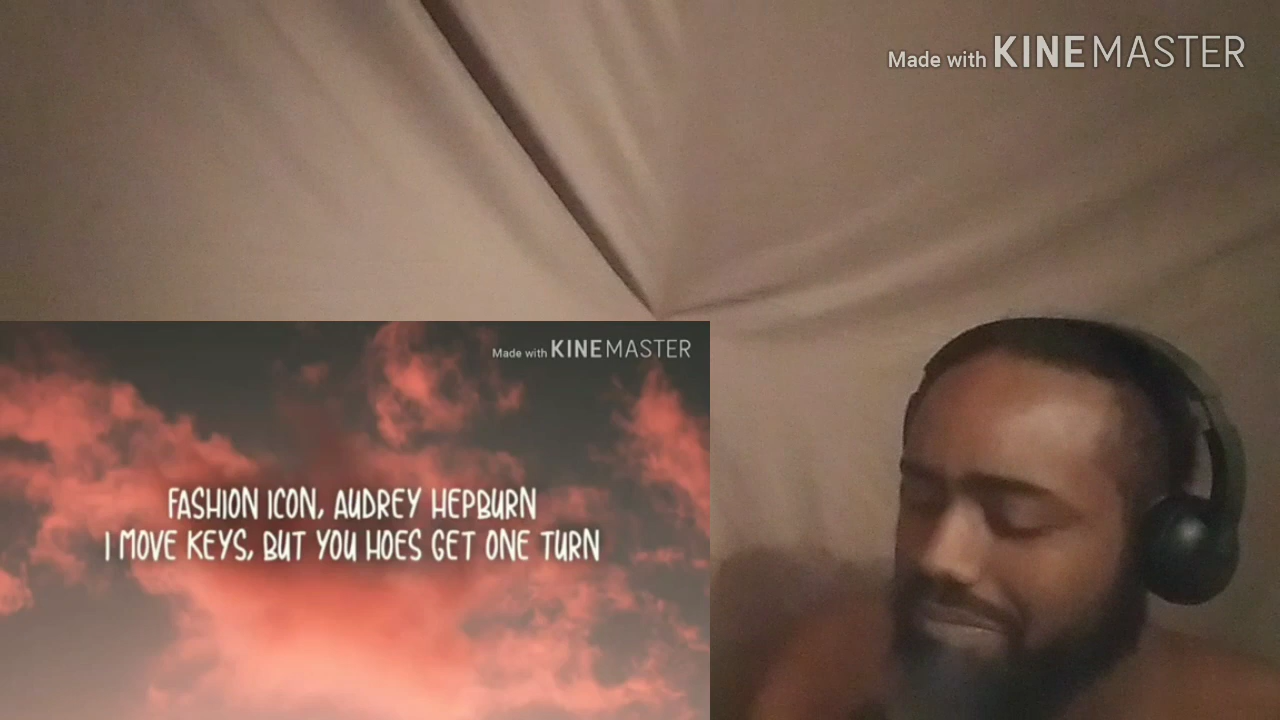 Made with KINEMASTER
Made with KINEMASTER
FASHION ICON, AUDREY HEPBURN
I MOVE KEYS, BUT YOU HOES GET ONE TURN